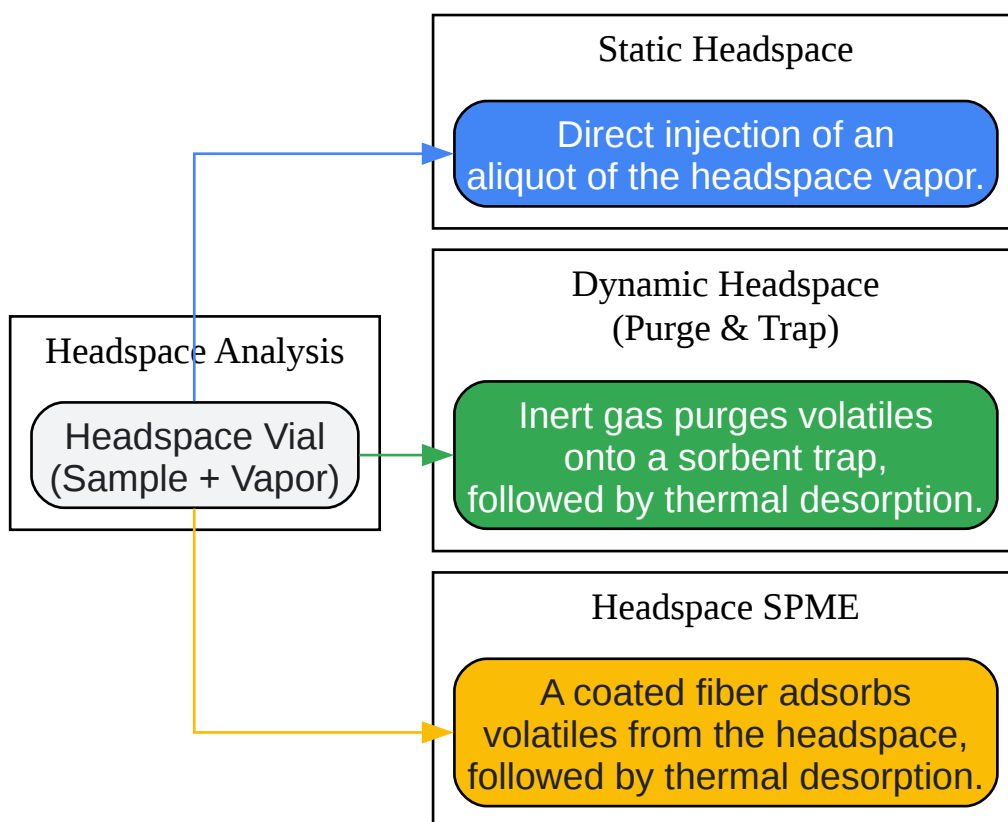 Static Headspace
Direct injection of an
aliquot of the headspace vapor.
Dynamic Headspace
(Purge & Trap)
Headspace Analysis
Headspace Vial
(Sample + Vapor)
Inert gas purges volatiles
onto a sorbent trap,
followed by thermal desorption.
Headspace SPME
A coated fiber adsorbs
volatiles from the headspace,
followed by thermal desorption.